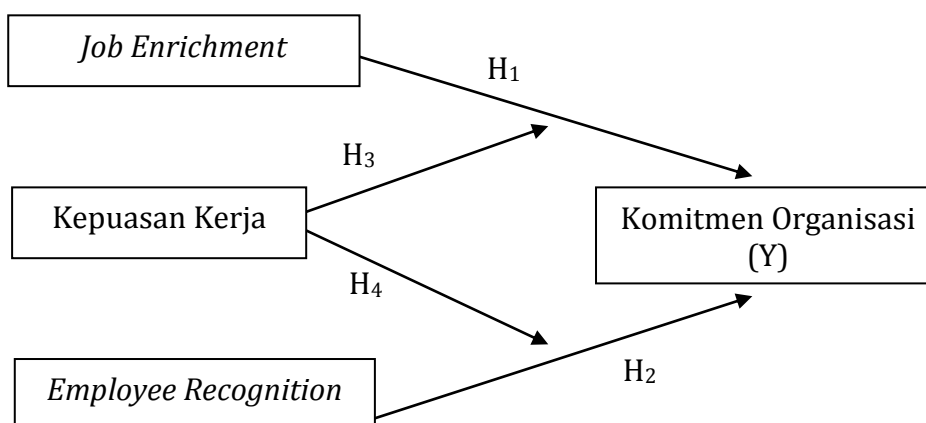 Job Enrichment
H₁
H₃
Kepuasan Kerja
Komitmen Organisasi
(Y)
H₄
H₂
Employee Recognition